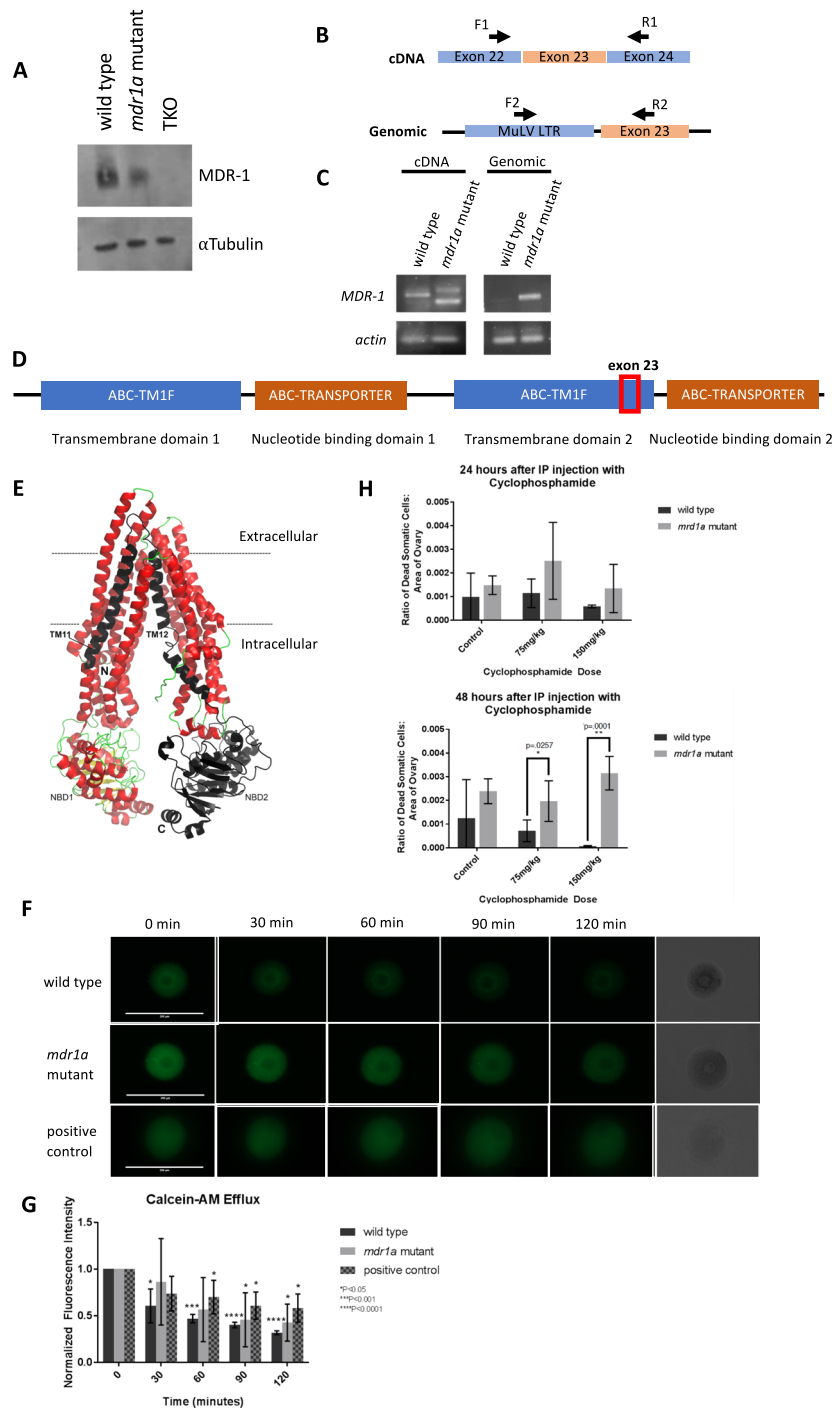 A
wild type
mdr1a mutant
TKO
MDR-1
αTubulin
B
F1
R1
cDNA
Exon 22
Exon 23
Exon 24
F2
R2
Genomic
MuLV LTR
Exon 23
C
cDNA
Genomic
wild type
mdr1a mutant
wild type
mdr1a mutant
MDR-1
actin
D
exon 23
ABC-TM1F
ABC-TRANSPORTER
ABC-TM1F
ABC-TRANSPORTER
Transmembrane domain 1
Nucleotide binding domain 1
Transmembrane domain 2
Nucleotide binding domain 2
E
Extracellular
Intracellular
TM11
TM12
N
NBD1
NBD2
C
H
24 hours after IP injection with
Cyclophosphamide
wild type
mrd1a mutant
Ratio of Dead Somatic Cells:
Area of Ovary
0.005
0.004
0.003
0.002
0.001
0.000
Control
75mg/kg
150mg/kg
Cyclophosphamide Dose
48 hours after IP injection with
Cyclophosphamide
wild type
mdr1a mutant
Ratio of Dead Somatic Cells:
Area of Ovary
0.005
0.004
0.003
0.002
0.001
0.000
p=.0257
*
p=.0001
**
Control
75mg/kg
150mg/kg
Cyclophosphamide Dose
F
0 min
30 min
60 min
90 min
120 min
wild type
mdr1a
mutant
positive
control
G
Calcein-AM Efflux
Normalized Fluorescence Intensity
1.5
1.0
0.5
0.0
*
***
*
****
*
*
****
*
*
0
30
60
90
120
Time (minutes)
wild type
mdr1a mutant
positive control
*P<0.05
***P<0.001
****P<0.0001